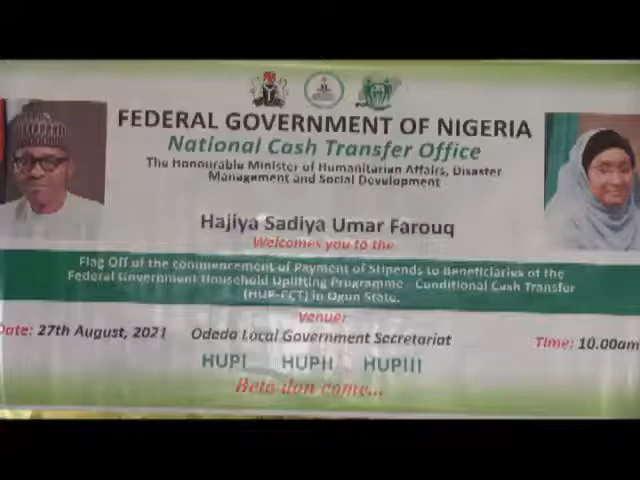 FEDERAL GOVERNMENT OF NIGERIA
National Cash Transfer Office
The Honourable Minister of Humanitarian Affairs, Disaster
Management and Social Development
Hajiya Sadiya Umar Farouq
Welcomes you to the
Flag Off of the commencement of Payment of Stipends to Beneficiaries of the
Federal Government Household Uplifting Programme - Conditional Cash Transfer
(HUP-CCT) in Ogun State.
Venue:
Date: 27th August, 2021 Odeda Local Government Secretariat Time: 10.00am
HUPI HUPII HUPIII
Beta don come...